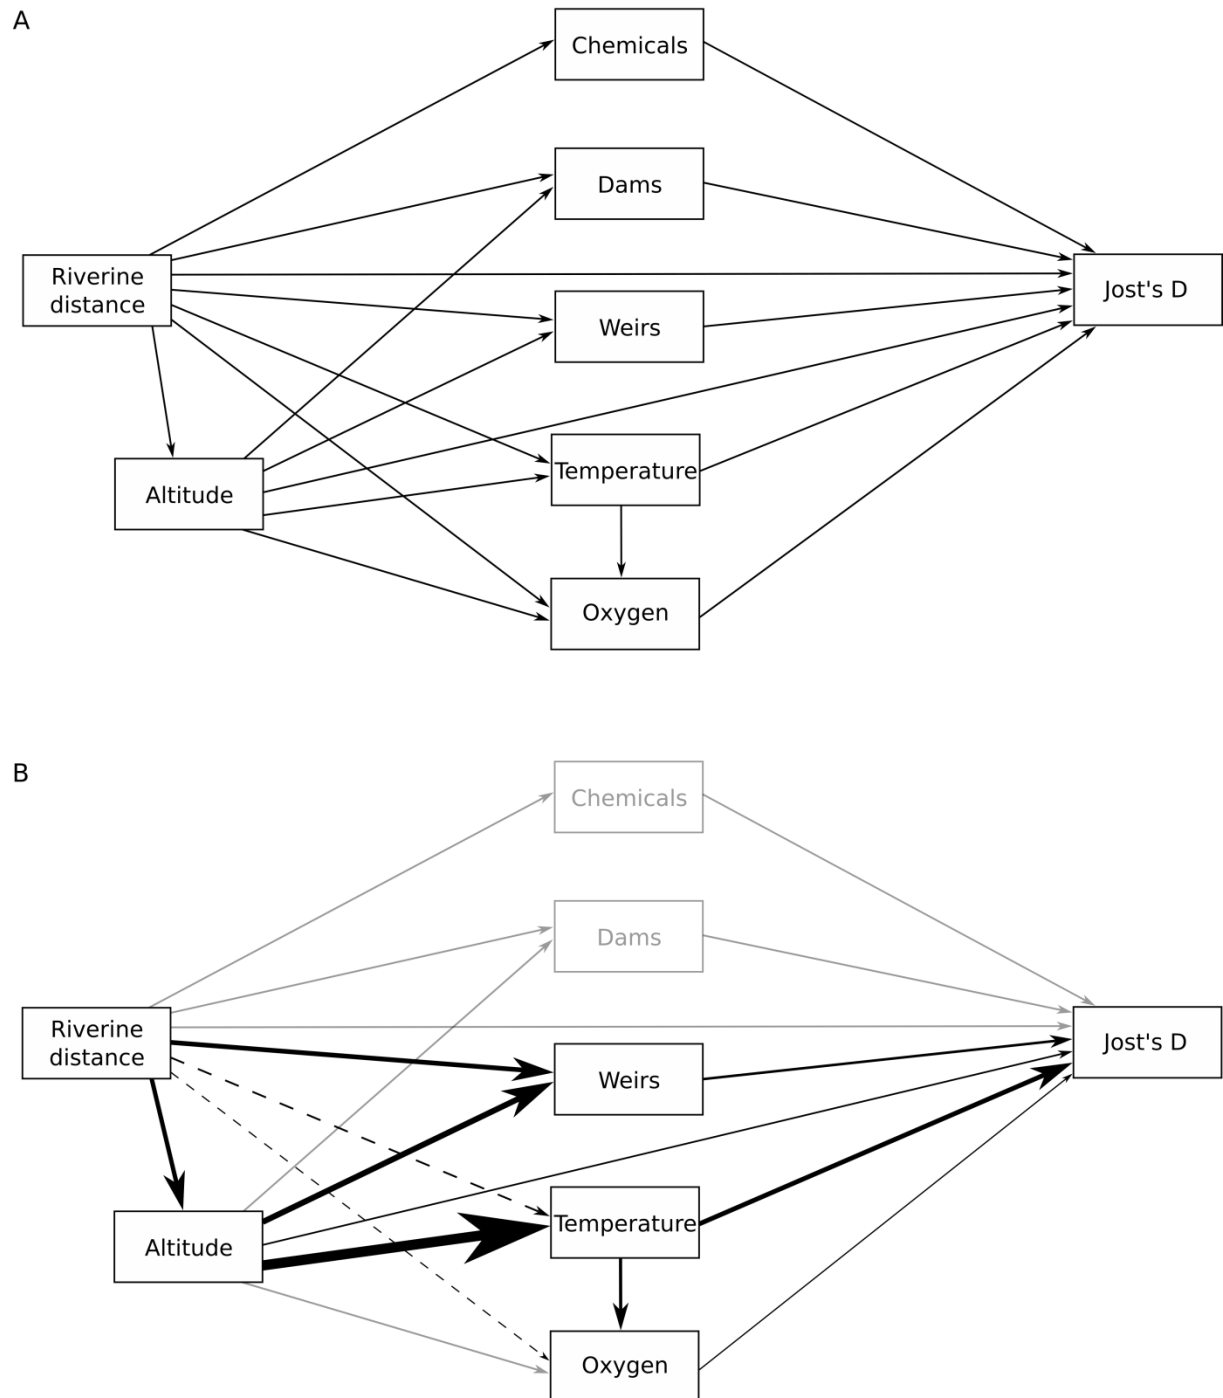 A
Chemicals
Dams
Riverine
distance
Jost's D
Weirs
Temperature
Altitude
Oxygen
B
Chemicals
Dams
Riverine
distance
Jost's D
Weirs
Temperature
Altitude
Oxygen